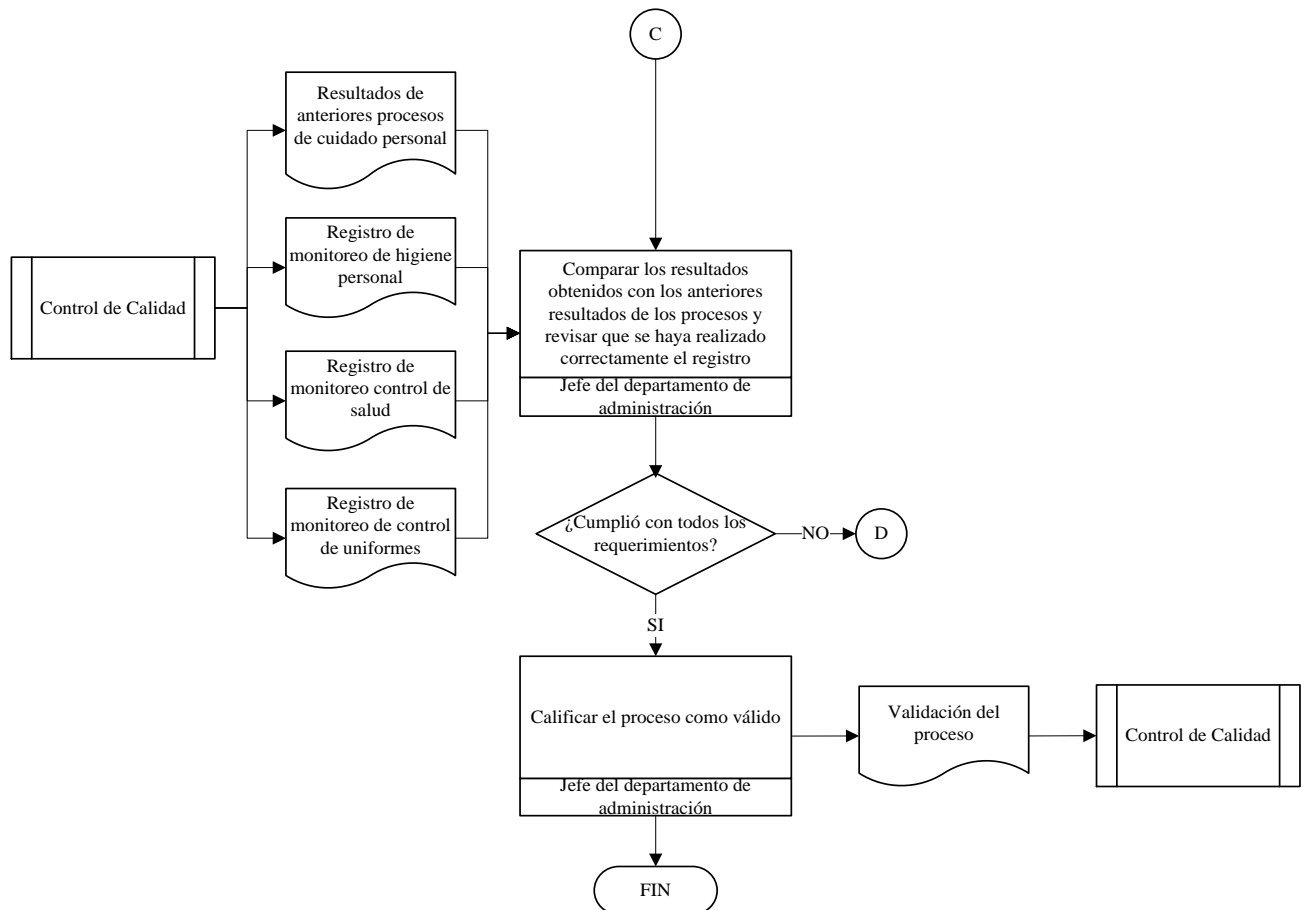 C
Resultados de
anteriores procesos
de cuidado personal
Registro de
monitoreo de higiene
personal
Control de Calidad
Comparar los resultados
obtenidos con los anteriores
resultados de los procesos y
revisar que se haya realizado
correctamente el registro
Jefe del departamento de
administración
Registro de
monitoreo control de
salud
Registro de
monitoreo de control
de uniformes
¿Cumplió con todos los
requerimientos?
NO
D
SI
Calificar el proceso como válido
Jefe del departamento de
administración
Validación del
proceso
Control de Calidad
FIN